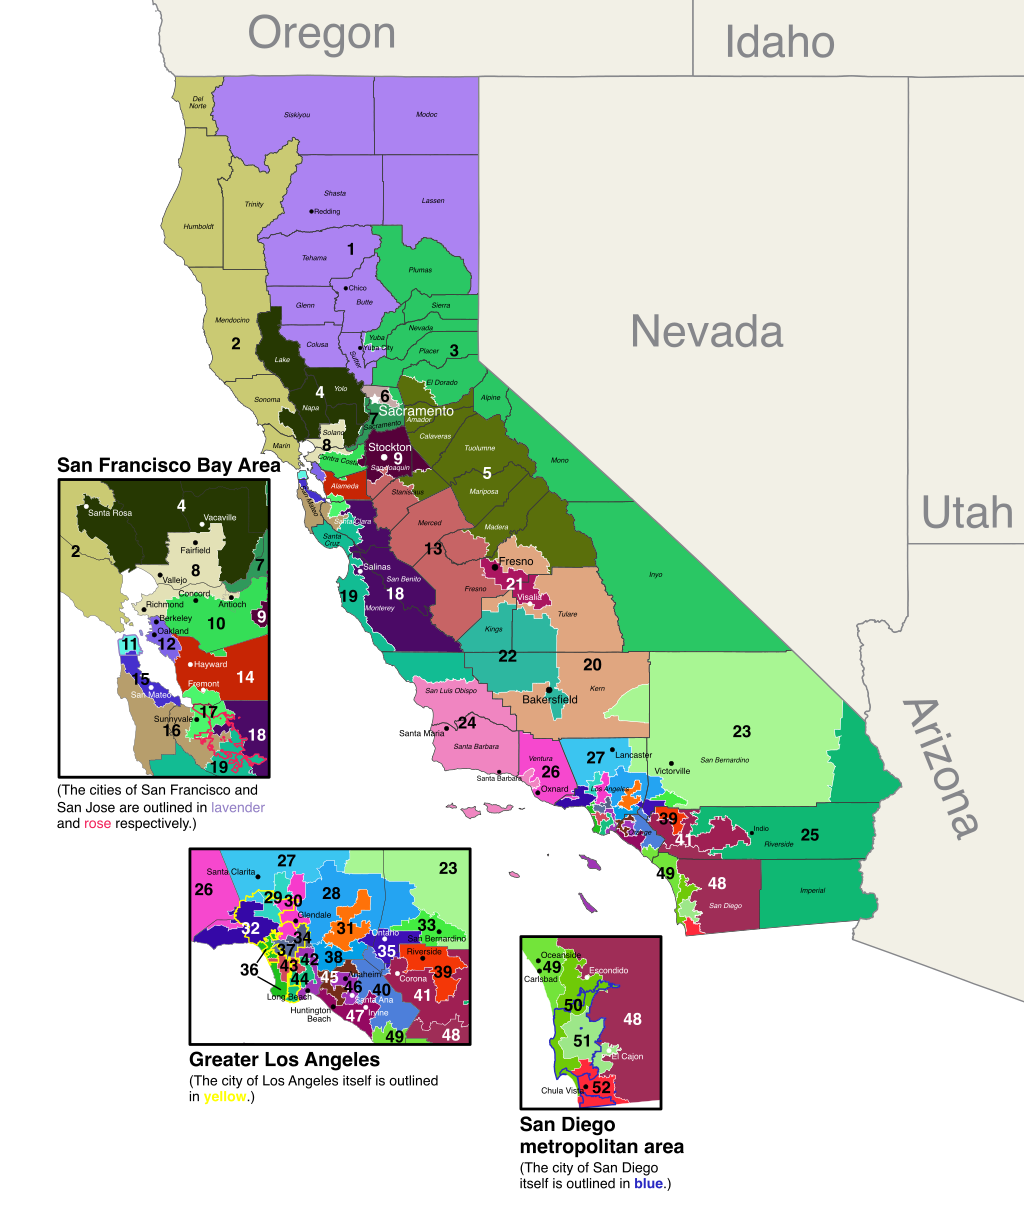 Oregon
Idaho
Nevada
Utah
Arizona
Del
Norte
Siskiyou
Modoc
Humboldt
Trinity
Shasta
Redding
Lassen
Tehama
1
Plumas
Chico
Butte
Glenn
Sierra
Mendocino
2
Colusa
Sutter
Yuba
Yuba City
Nevada
Placer
3
Lake
El Dorado
Sonoma
4
Yolo
Napa
6
Sacramento
7
Sacramento
Alpine
Amador
Solano
8
Marin
Calaveras
Tuolumne
Mono
Stockton
9
San Joaquin
Contra Costa
5
Alameda
Stanislaus
Mariposa
San Mateo
Santa Clara
Merced
Madera
Santa
Cruz
13
Fresno
Inyo
Salinas
San Benito
18
19
Monterey
Fresno
21
Visalia
Tulare
Kings
22
20
Kern
Bakersfield
San Luis Obispo
24
Santa Maria
Santa Barbara
Santa Barbara
Ventura
26
Oxnard
27
Lancaster
Los Angeles
23
San Bernardino
Victorville
39
41
Orange
Indio
25
Riverside
49
48
San Diego
Imperial
San Francisco Bay Area
4
Santa Rosa
Vacaville
2
Fairfield
8
7
Vallejo
Concord
Richmond
Antioch
Berkeley
10
9
Oakland
11
12
Hayward
15
14
San Mateo
Fremont
17
Sunnyvale
16
18
19
(The cities of San Francisco and
San Jose are outlined in lavender
and rose respectively.)
27
Santa Clarita
23
26
29
30
28
Glendale
31
33
32
Ontario
San Bernardino
34
37
35
Riverside
36
43
42
38
39
44
45
Anaheim
Corona
46
40
41
Long Beach
Santa Ana
Huntington
Beach
47
Irvine
49
48
Greater Los Angeles
(The city of Los Angeles itself is outlined
in yellow.)
Oceanside
49
Carlsbad
Escondido
50
48
51
El Cajon
Chula Vista
52
San Diego
metropolitan area
(The city of San Diego
itself is outlined in blue.)